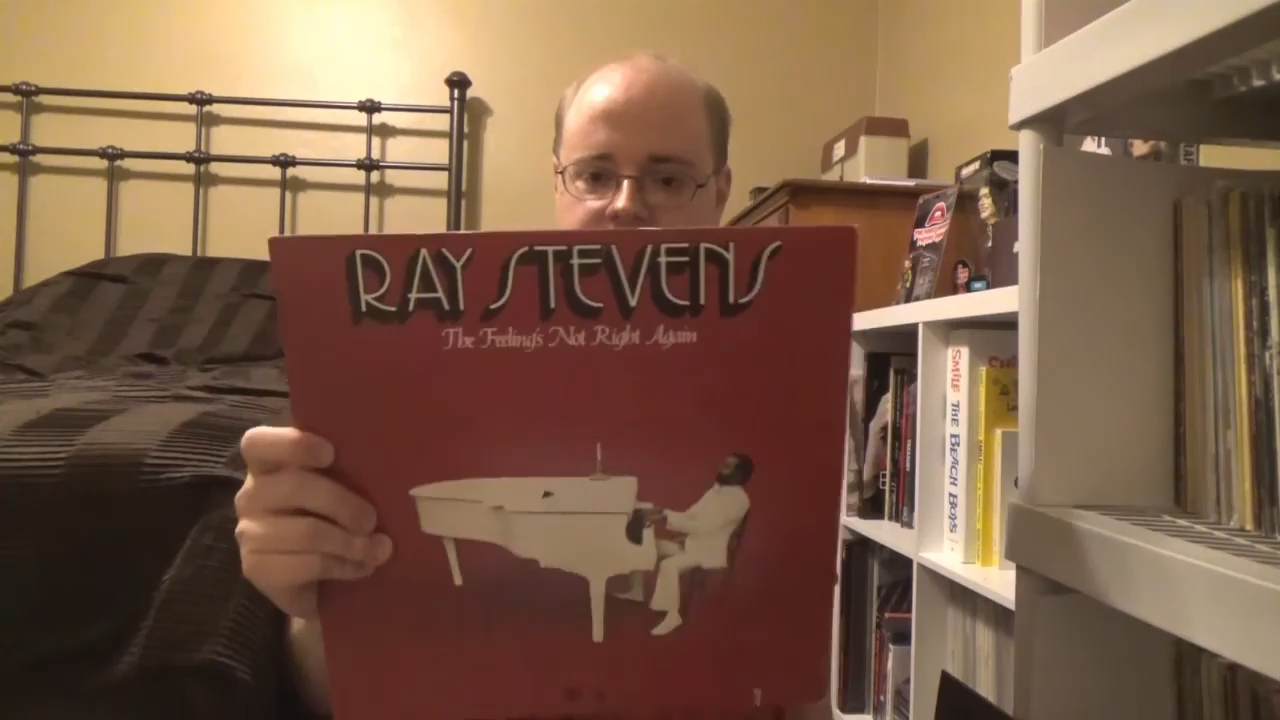 RAY STEVENS
The Feeling's Not Right Again
SMILE THE BEACH BOYS